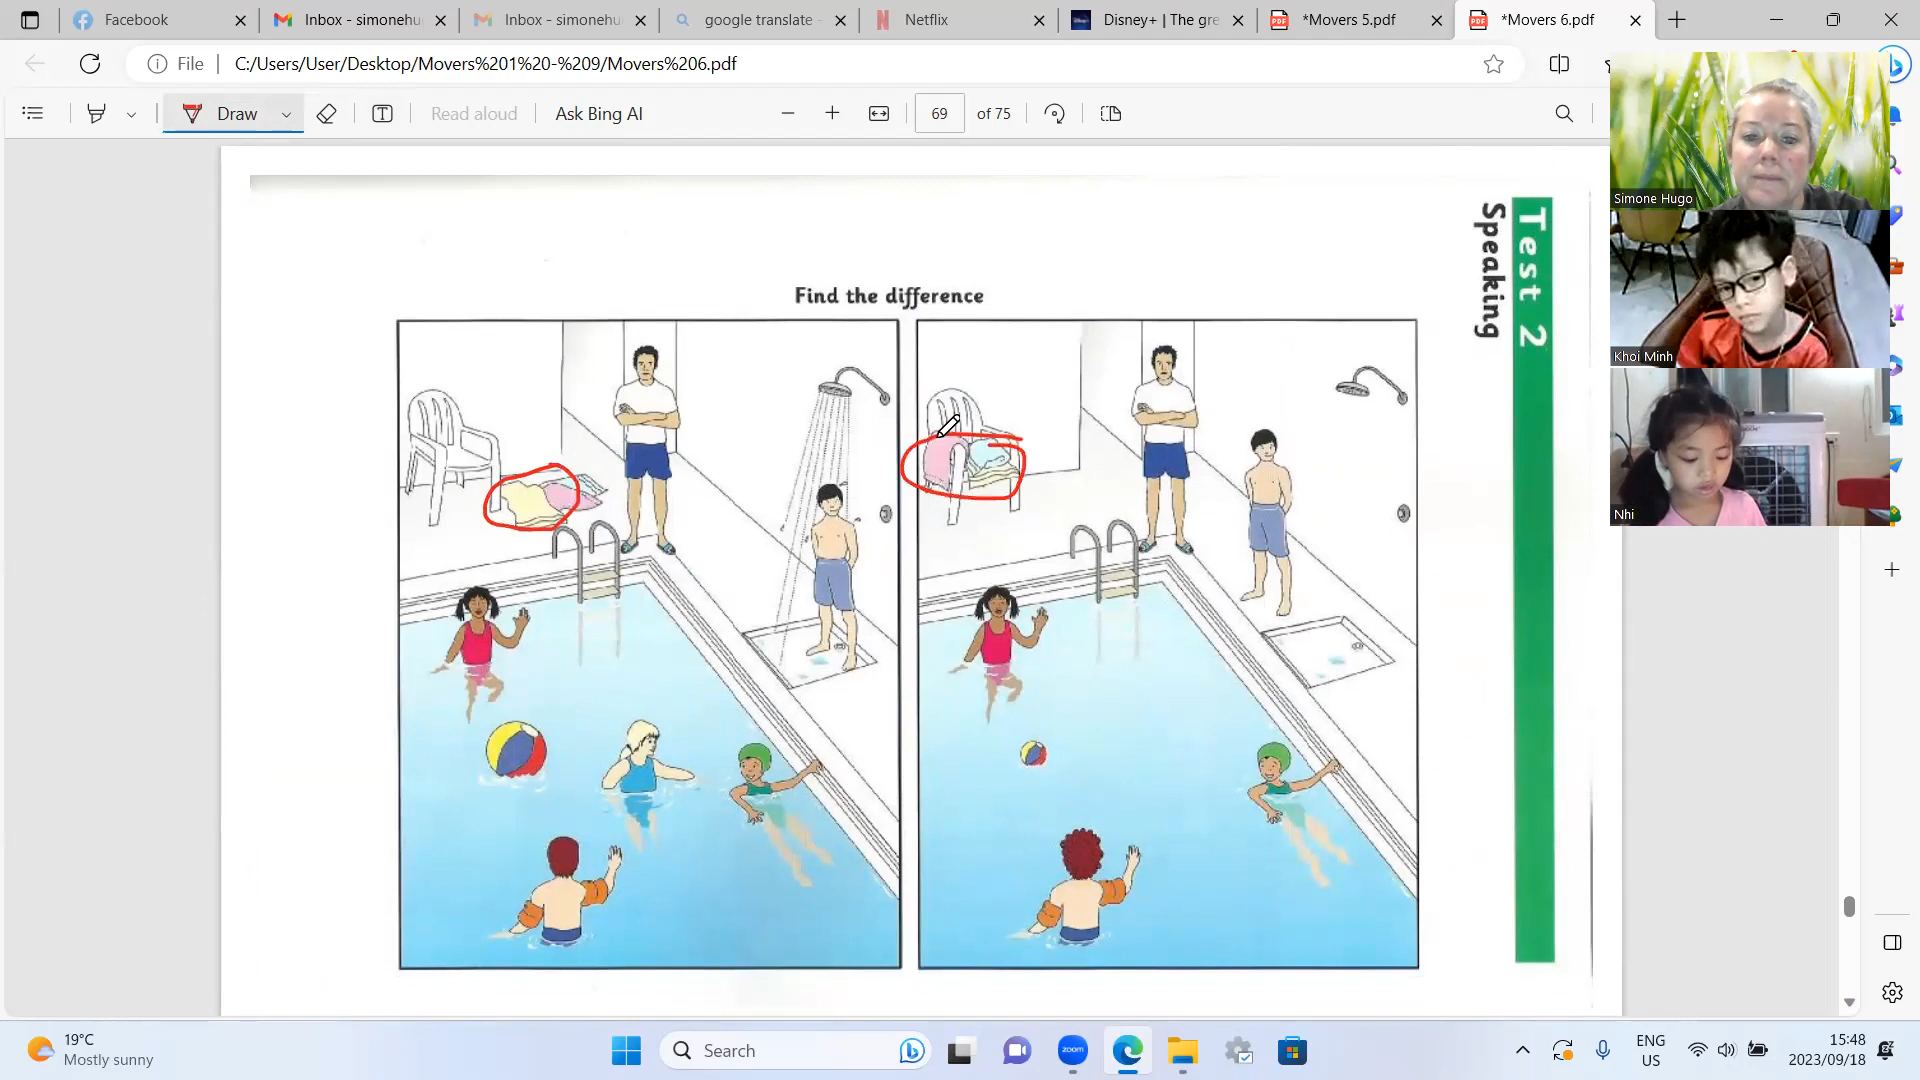 Facebook
Inbox - simonehu
Inbox - simonehu
google translate -
Netflix
Disney+ | The gre
*Movers 5.pdf
*Movers 6.pdf
File
C:/Users/User/Desktop/Movers%201%20-%209/Movers%206.pdf
Draw
Read aloud
Ask Bing AI
69
of 75
Test 2
Speaking
Find the difference
Simone Hugo
Khoi Minh
Nhi
19°C
Mostly sunny
Search
zoom
ENG
US
15:48
2023/09/18